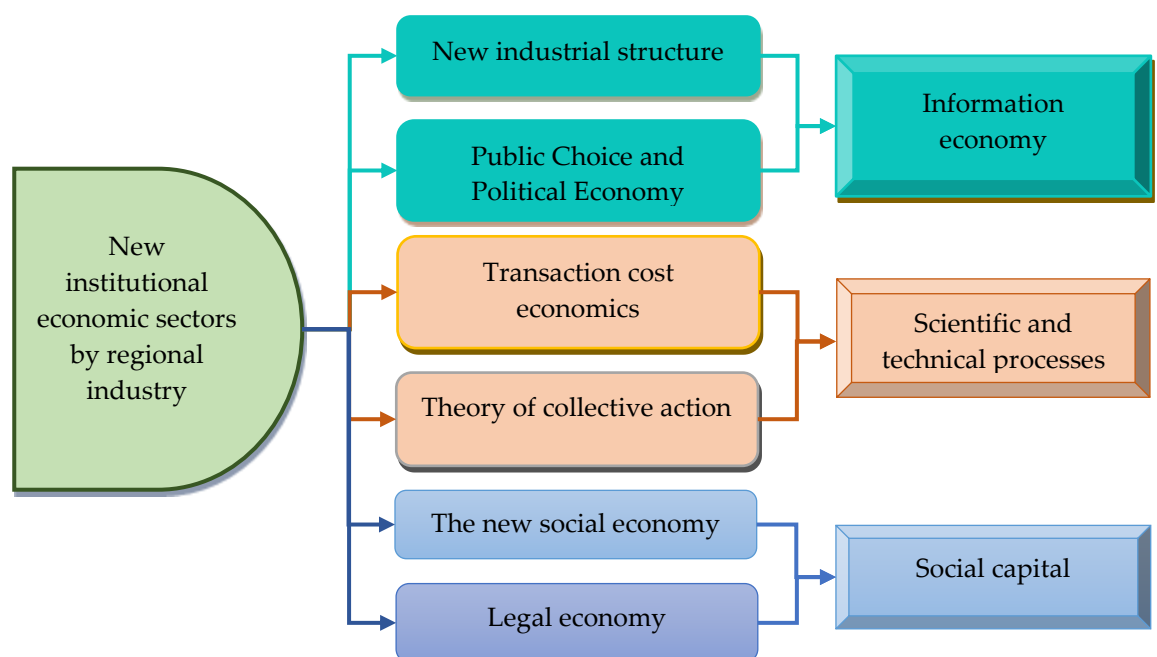 New
institutional
economic sectors
by regional
industry
New industrial structure
Public Choice and
Political Economy
Transaction cost
economics
Theory of collective action
The new social economy
Legal economy
Information
economy
Scientific and
technical processes
Social capital